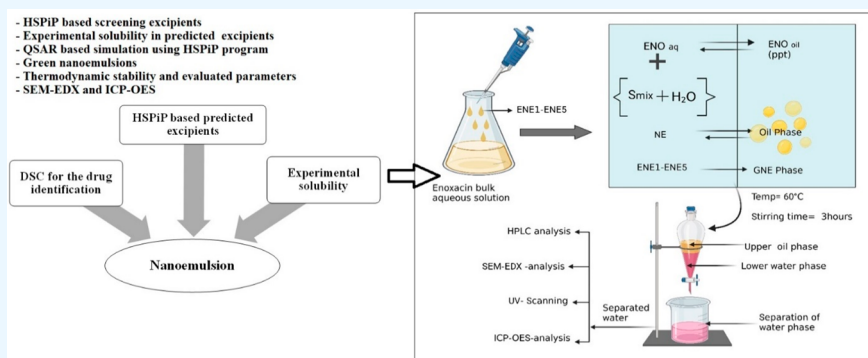 - HSPiP based screening excipients
- Experimental solubility in predicted excipients
- QSAR based simulation using HSPiP program
- Green nanoemulsions
- Thermodynamic stability and evaluated parameters
- SEM-EDX and ICP-OES
HSPiP based predicted
excipients
DSC for the drug
identification
Experimental
solubility
Nanoemulsion
ENE1-ENE5
Enoxacin bulk
aqueous solution
ENO aq
ENO oil
(ppt)
+
{ Smix + H₂O }
NE
Oil Phase
ENE1-ENE5
GNE Phase
Temp= 60°C
Stirring time= 3hours
Upper oil phase
Lower water phase
Separation of
water phase
Separated
water
HPLC analysis
SEM-EDX -analysis
UV- Scanning
ICP-OES-analysis